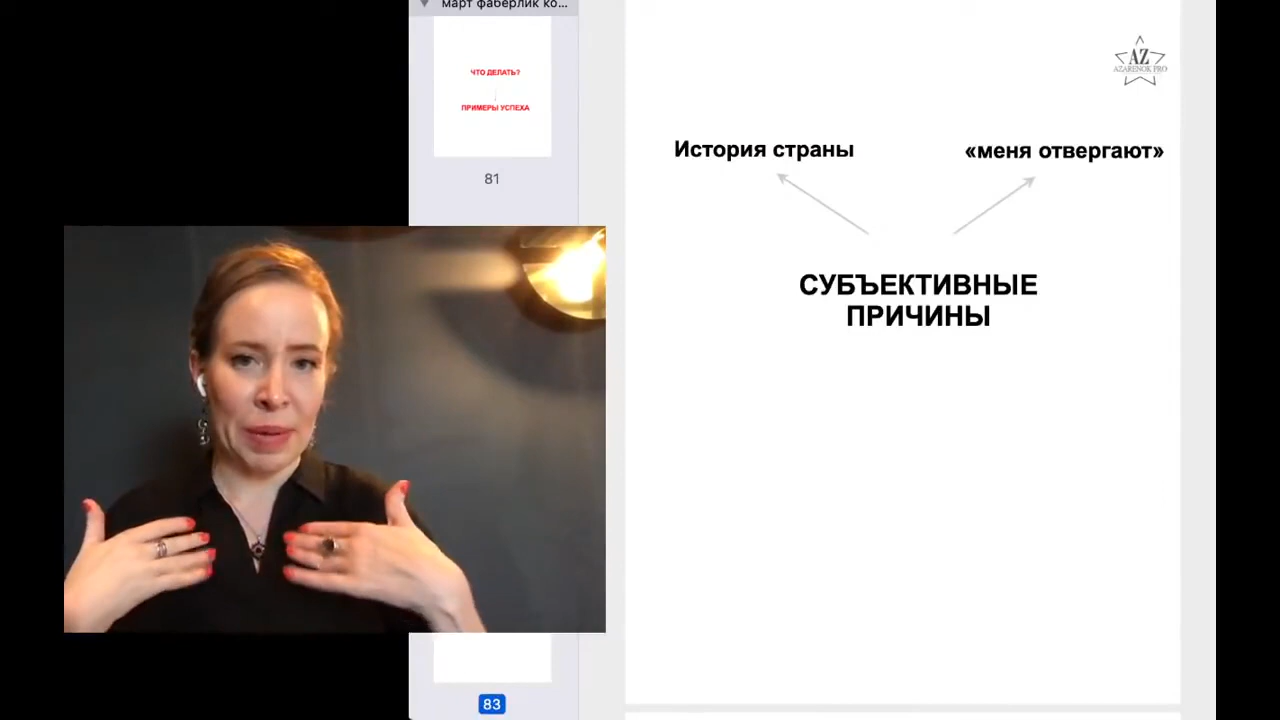 март фаберлик ко...
ЧТО ДЕЛАТЬ?
ПРИМЕРЫ УСПЕХА
81
83
AZ
AZARENOK PRO
История страны
«меня отвергают»
СУБЪЕКТИВНЫЕ
ПРИЧИНЫ